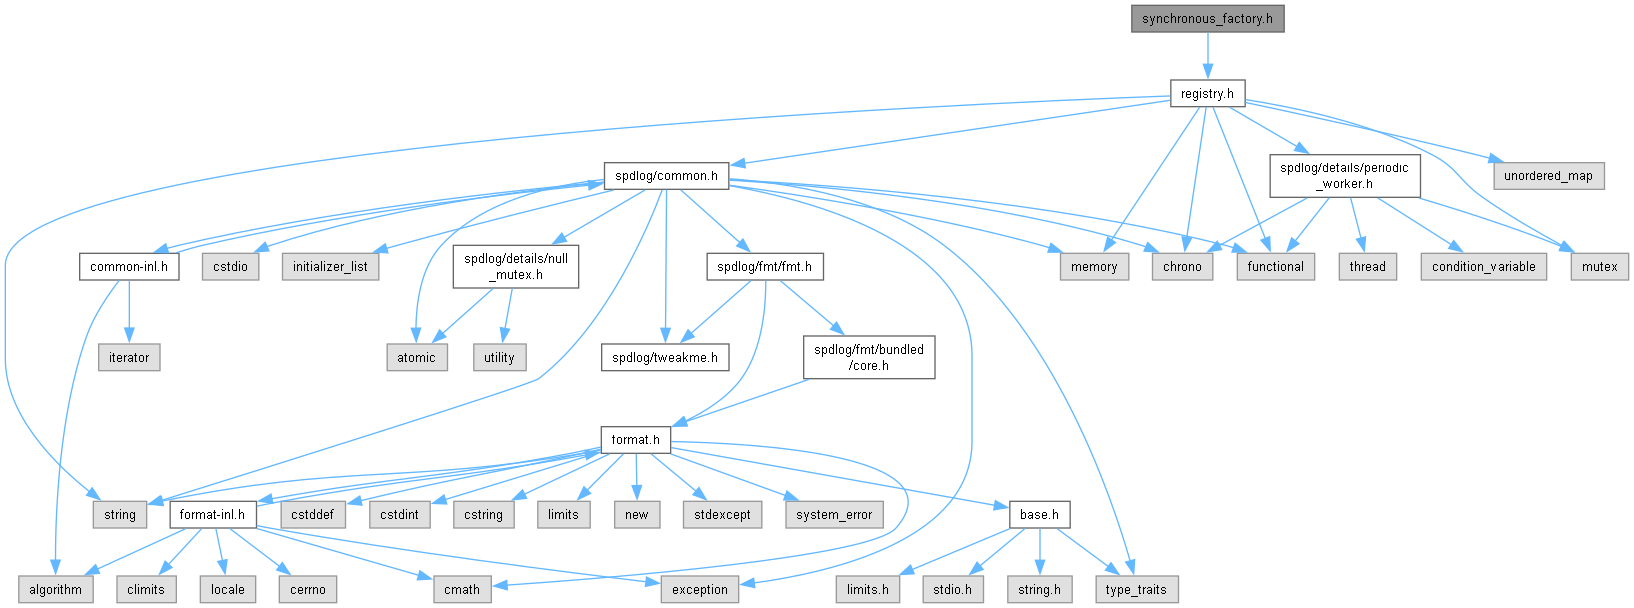 synchronous_factory.h
registry.h
spdlog/common.h
spdlog/details/periodic
_worker.h
unordered_map
common-inl.h
cstdio
initializer_list
spdlog/details/null
_mutex.h
spdlog/fmt/fmt.h
memory
chrono
functional
thread
condition_variable
mutex
iterator
atomic
utility
spdlog/tweakme.h
spdlog/fmt/bundled
/core.h
format.h
string
format-inl.h
cstddef
cstdint
cstring
limits
new
stdexcept
system_error
base.h
algorithm
climits
locale
cerrno
cmath
exception
limits.h
stdio.h
string.h
type_traits